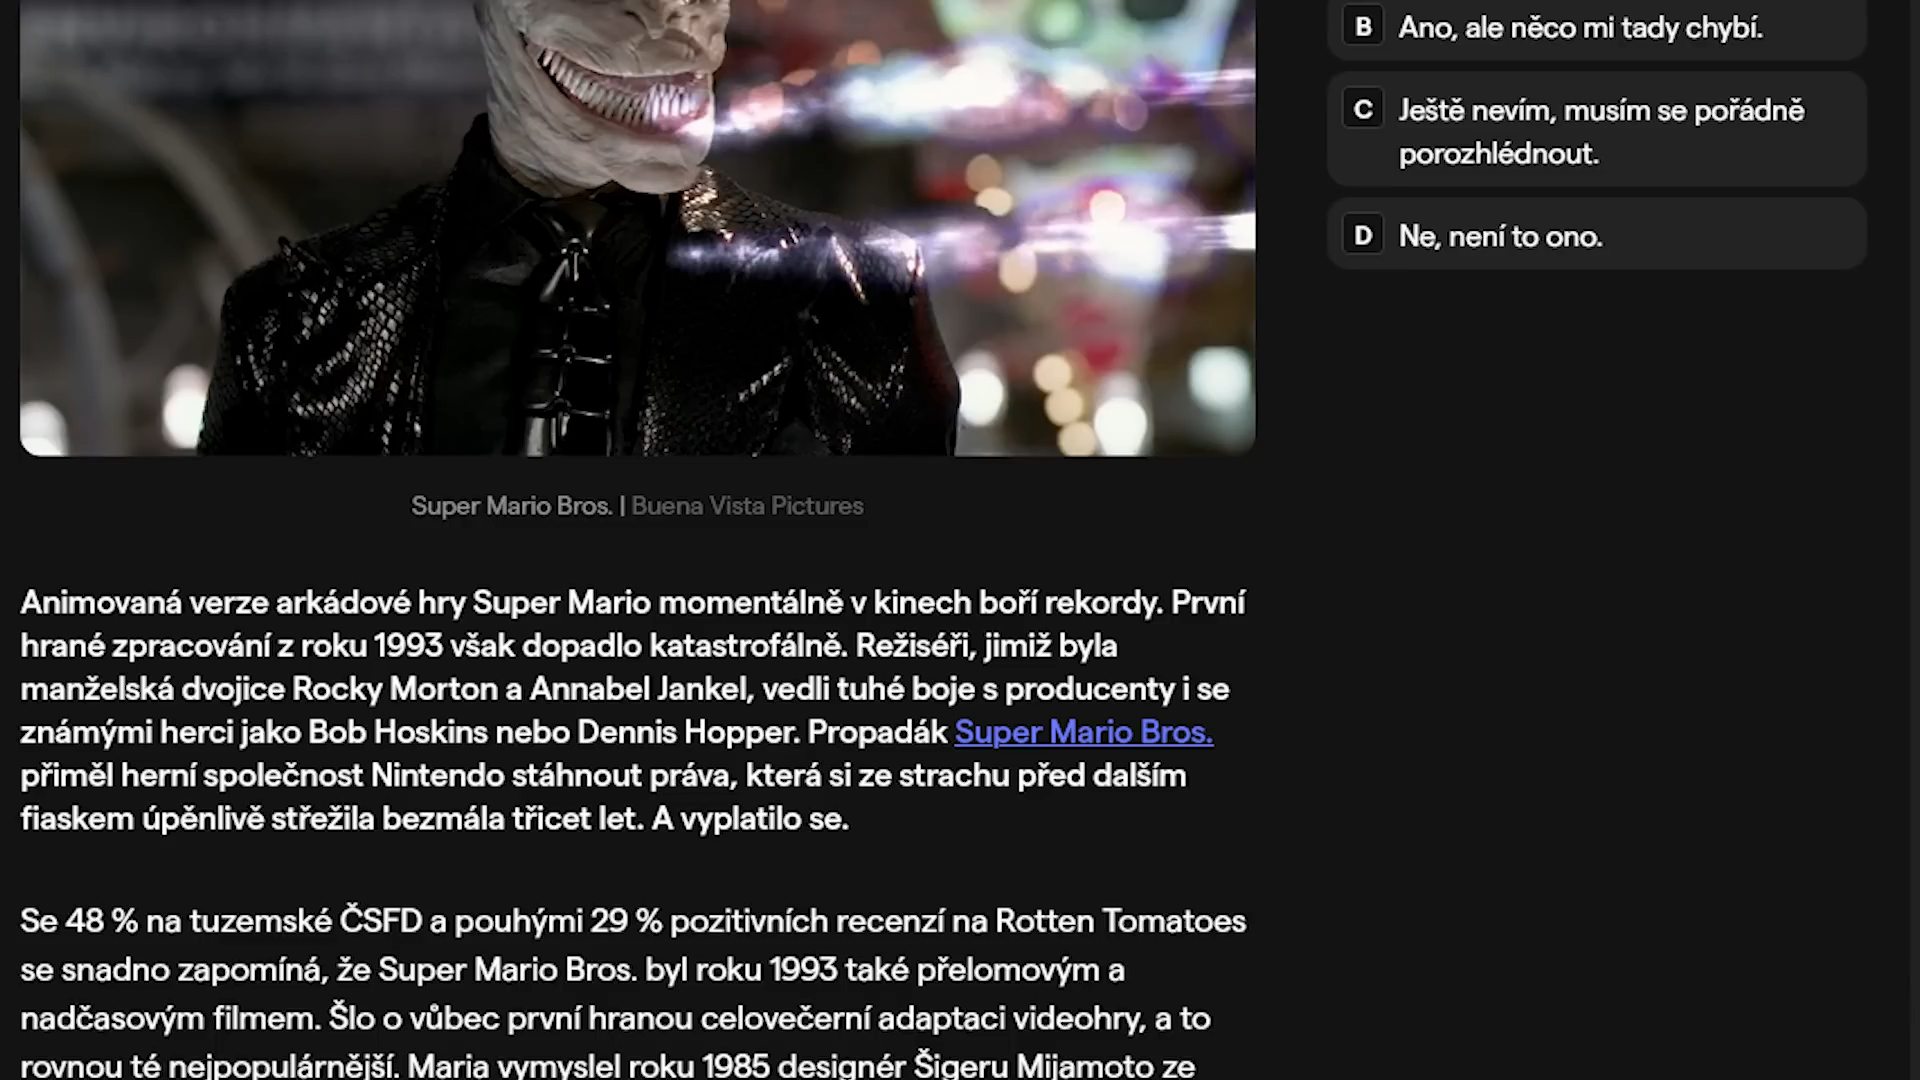 B Ano, ale něco mi tady chybí.
C Ještě nevím, musím se pořádně
porozhlédnout.
D Ne, není to ono.
Super Mario Bros. | Buena Vista Pictures
Animovaná verze arkádové hry Super Mario momentálně v kinech boří rekordy. První
hrané zpracování z roku 1993 však dopadlo katastrofálně. Režiséři, jimiž byla
manželská dvojice Rocky Morton a Annabel Jankel, vedli tuhé boje s producenty i se
známými herci jako Bob Hoskins nebo Dennis Hopper. Propadák Super Mario Bros.
přiměl herní společnost Nintendo stáhnout práva, která si ze strachu před dalším
fiaskem úpěnlivě střežila bezmála třicet let. A vyplatilo se.
Se 48 % na tuzemské ČSFD a pouhými 29 % pozitivních recenzí na Rotten Tomatoes
se snadno zapomíná, že Super Mario Bros. byl roku 1993 také přelomovým a
nadčasovým filmem. Šlo o vůbec první hranou celovečerní adaptaci videohry, a to
rovnou té nejpopulárnější. Maria vymyslel roku 1985 designér Šigeru Mijamoto ze